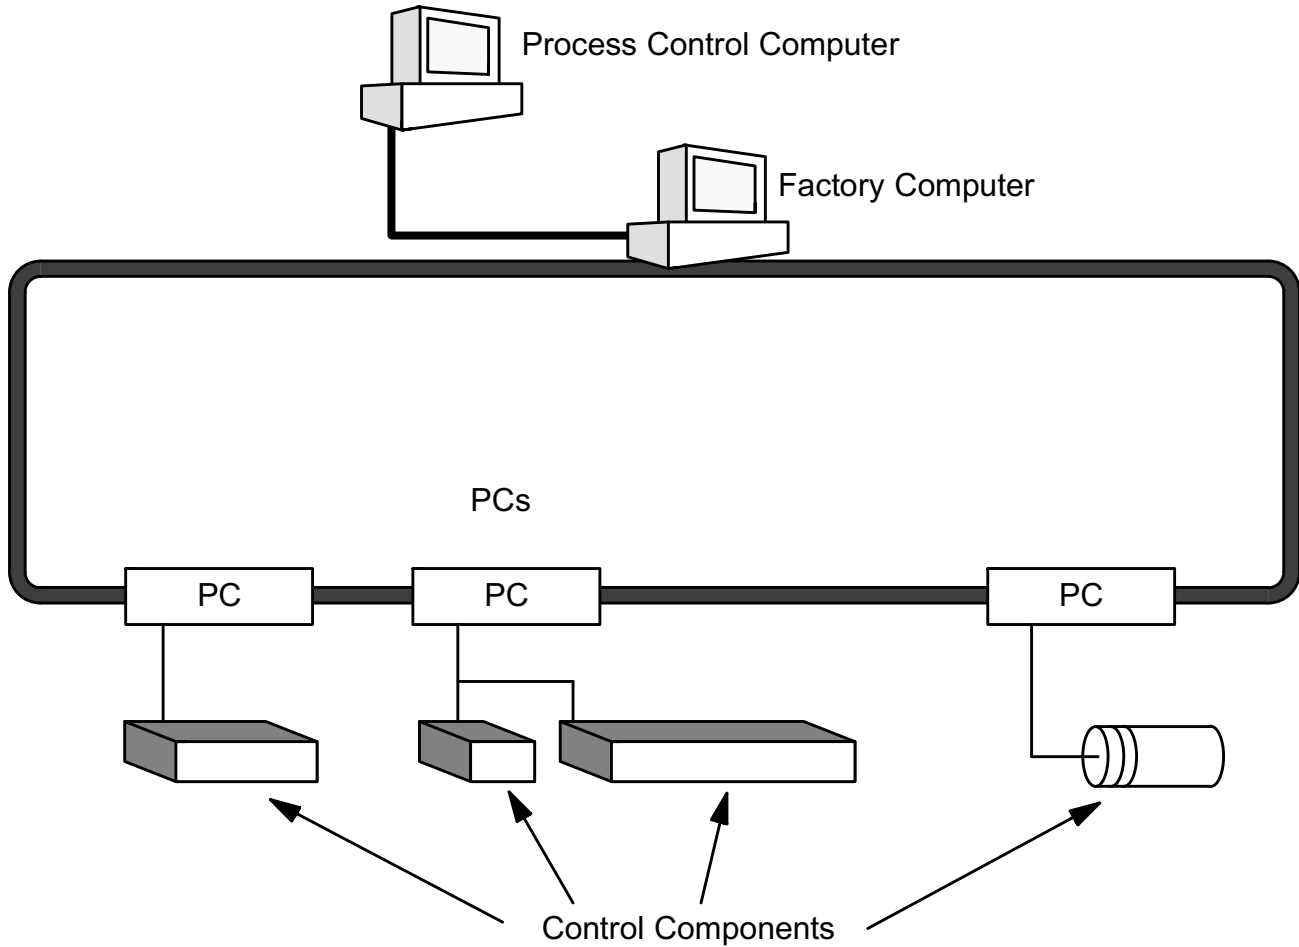 Process Control Computer
Factory Computer
PCs
PC
PC
PC
Control Components